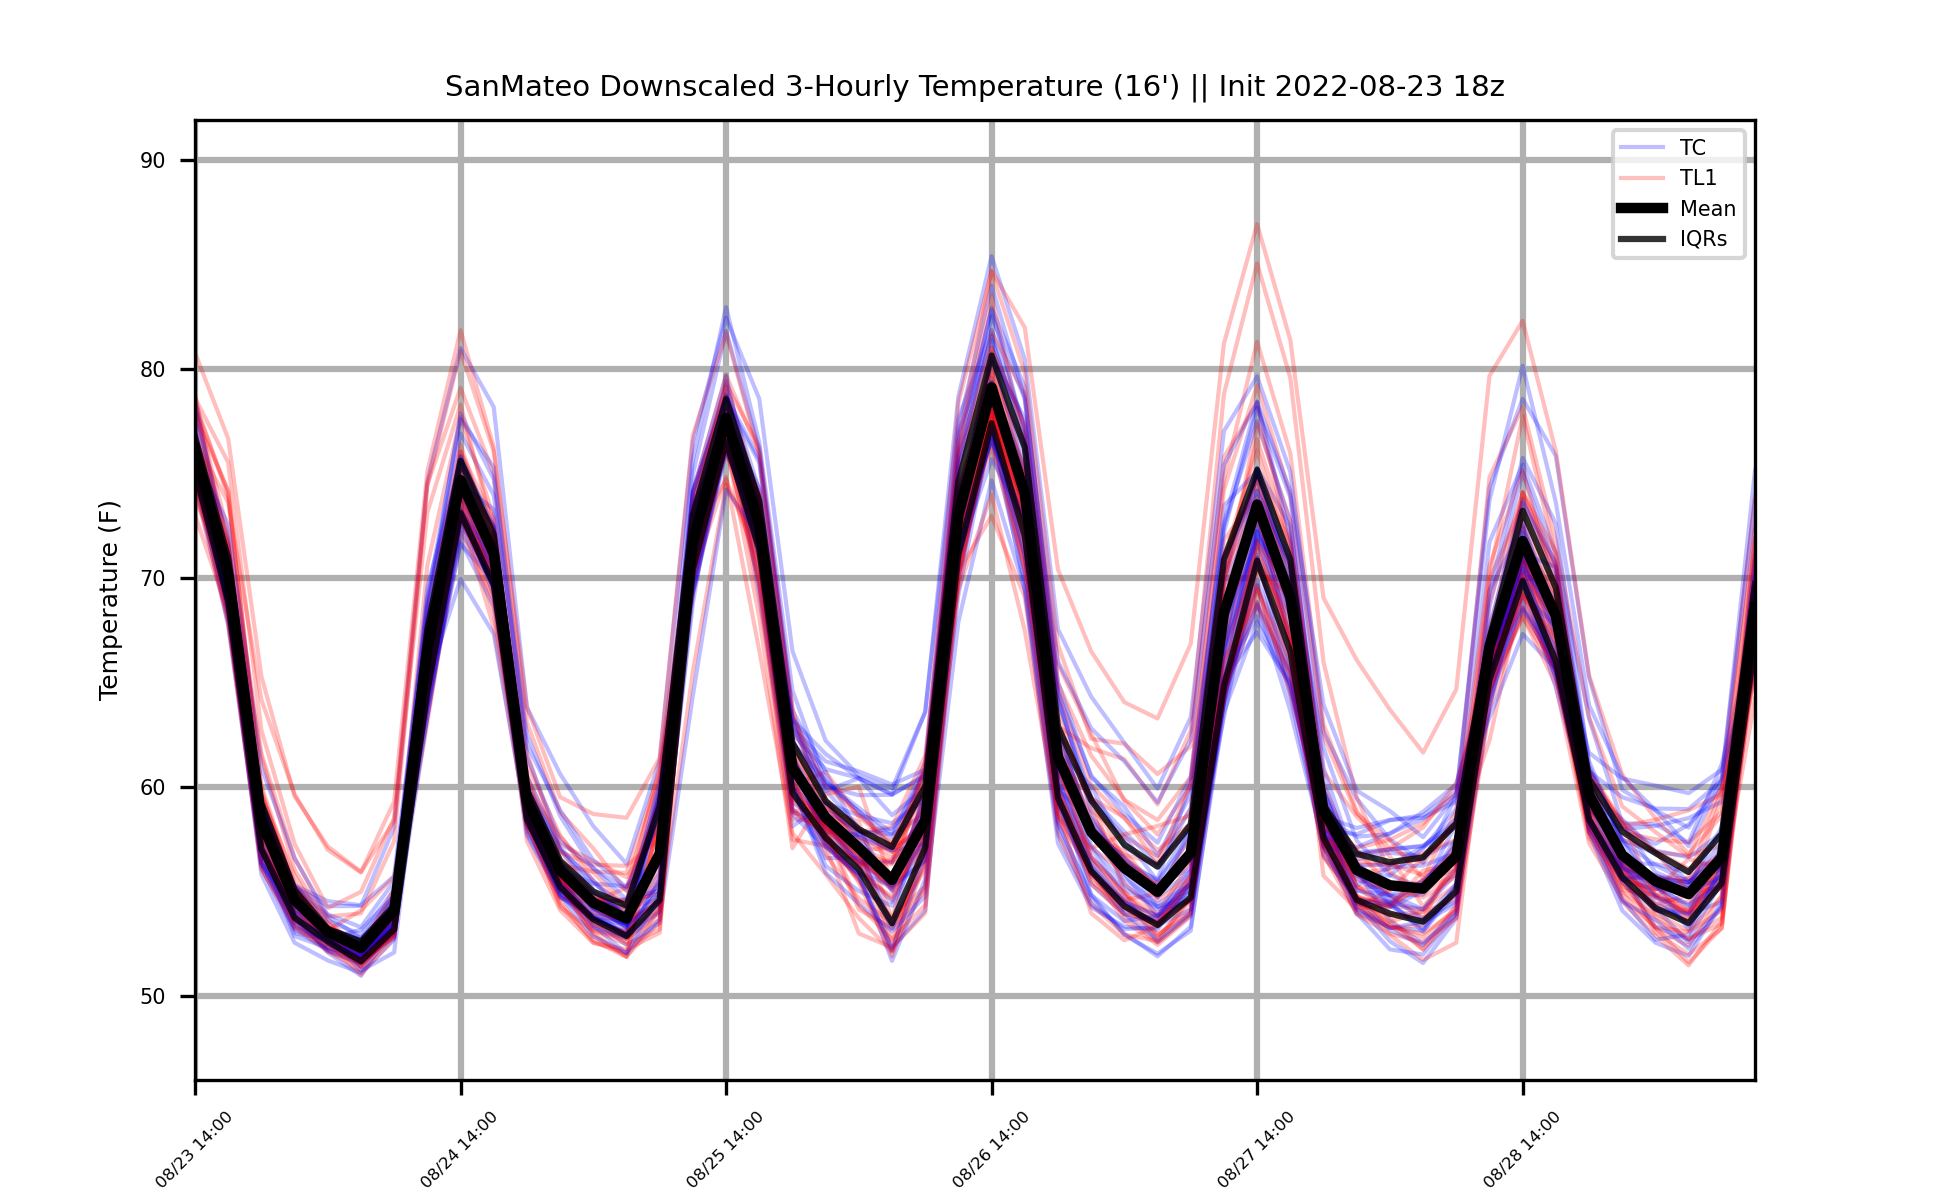 SanMateo Downscaled 3-Hourly Temperature (16') || Init 2022-08-23 18z
TC
TL1
Mean
IQRs
Temperature (F)
90
80
70
60
50
08/23 14:00
08/24 14:00
08/25 14:00
08/26 14:00
08/27 14:00
08/28 14:00